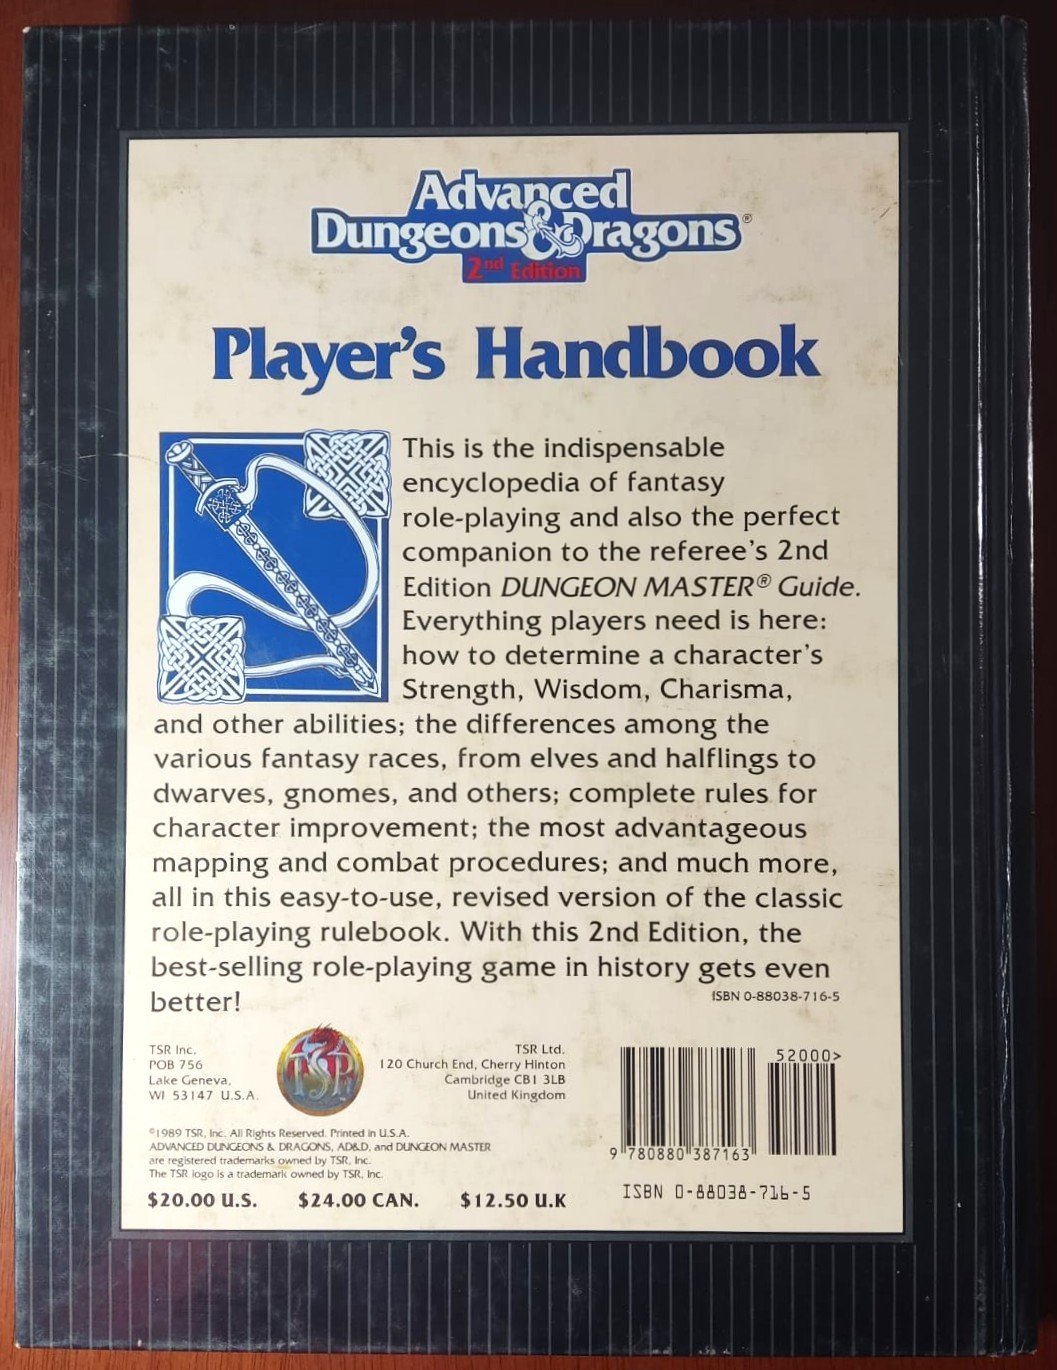 Advanced
Dungeons & Dragons®
2nd Edition
Player's Handbook
This is the indispensable
encyclopedia of fantasy
role-playing and also the perfect
companion to the referee's 2nd
Edition DUNGEON MASTER® Guide.
Everything players need is here:
how to determine a character's
Strength, Wisdom, Charisma,
and other abilities; the differences among the
various fantasy races, from elves and halflings to
dwarves, gnomes, and others; complete rules for
character improvement; the most advantageous
mapping and combat procedures; and much more,
all in this easy-to-use, revised version of the classic
role-playing rulebook. With this 2nd Edition, the
best-selling role-playing game in history gets even
better!
ISBN 0-88038-716-5
TSR Inc.
POB 756
Lake Geneva,
WI 53147 U.S.A.
TSR
TSR Ltd.
120 Church End, Cherry Hinton
Cambridge CB1 3LB
United Kingdom
©1989 TSR, Inc. All Rights Reserved. Printed in U.S.A.
ADVANCED DUNGEONS & DRAGONS, AD&D, and DUNGEON MASTER
are registered trademarks owned by TSR, Inc.
The TSR logo is a trademark owned by TSR, Inc.
$20.00 U.S. $24.00 CAN. $12.50 U.K
52000>
9 780880 387163
ISBN 0-88038-716-5